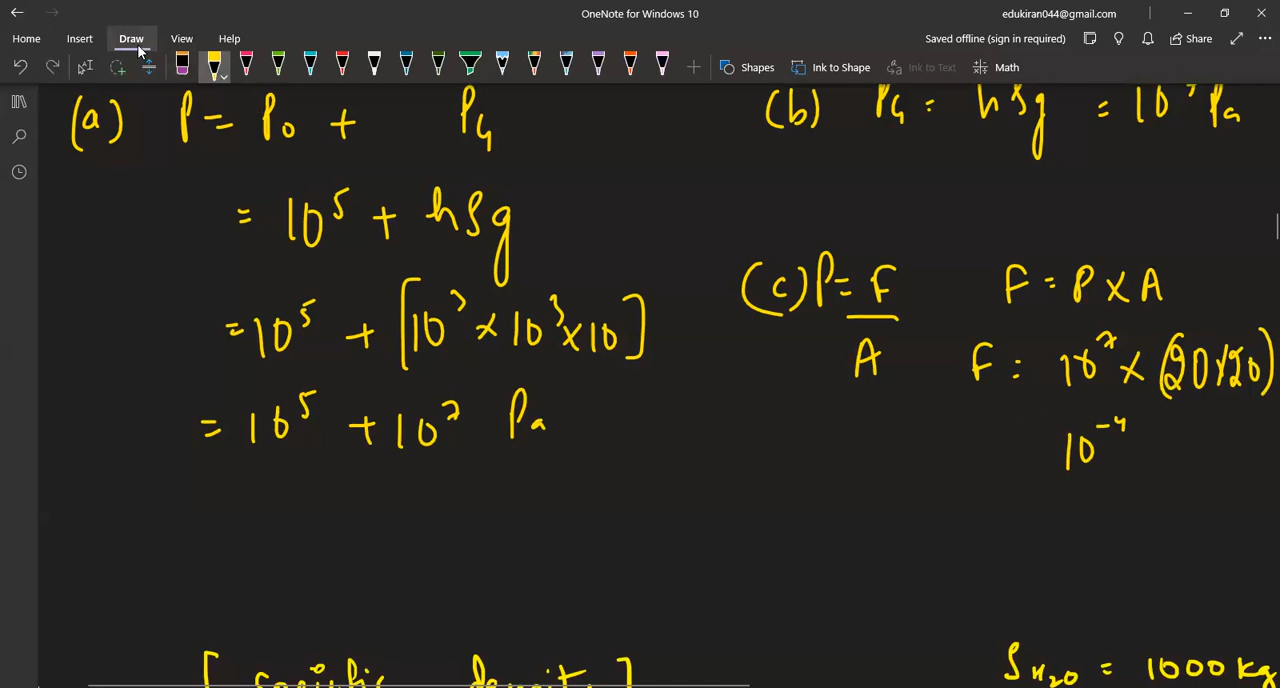 OneNote for Windows 10
edukiran044@gmail.com
Home Insert Draw View Help
Saved offline (sign in required) Share
Shapes Ink to Shape Ink to Text Math
(a) P = P₀ + PG
(b) PG = hρg = 10⁷ Pa
= 10⁵ + hρg
(c) P = F/A F = P × A
= 10⁵ + [10³ × 10³ × 10]
F = 10⁷ × (20×20)
= 10⁵ + 10⁷ Pa
10⁻⁴
[ density ]
ρH₂O = 1000 kg